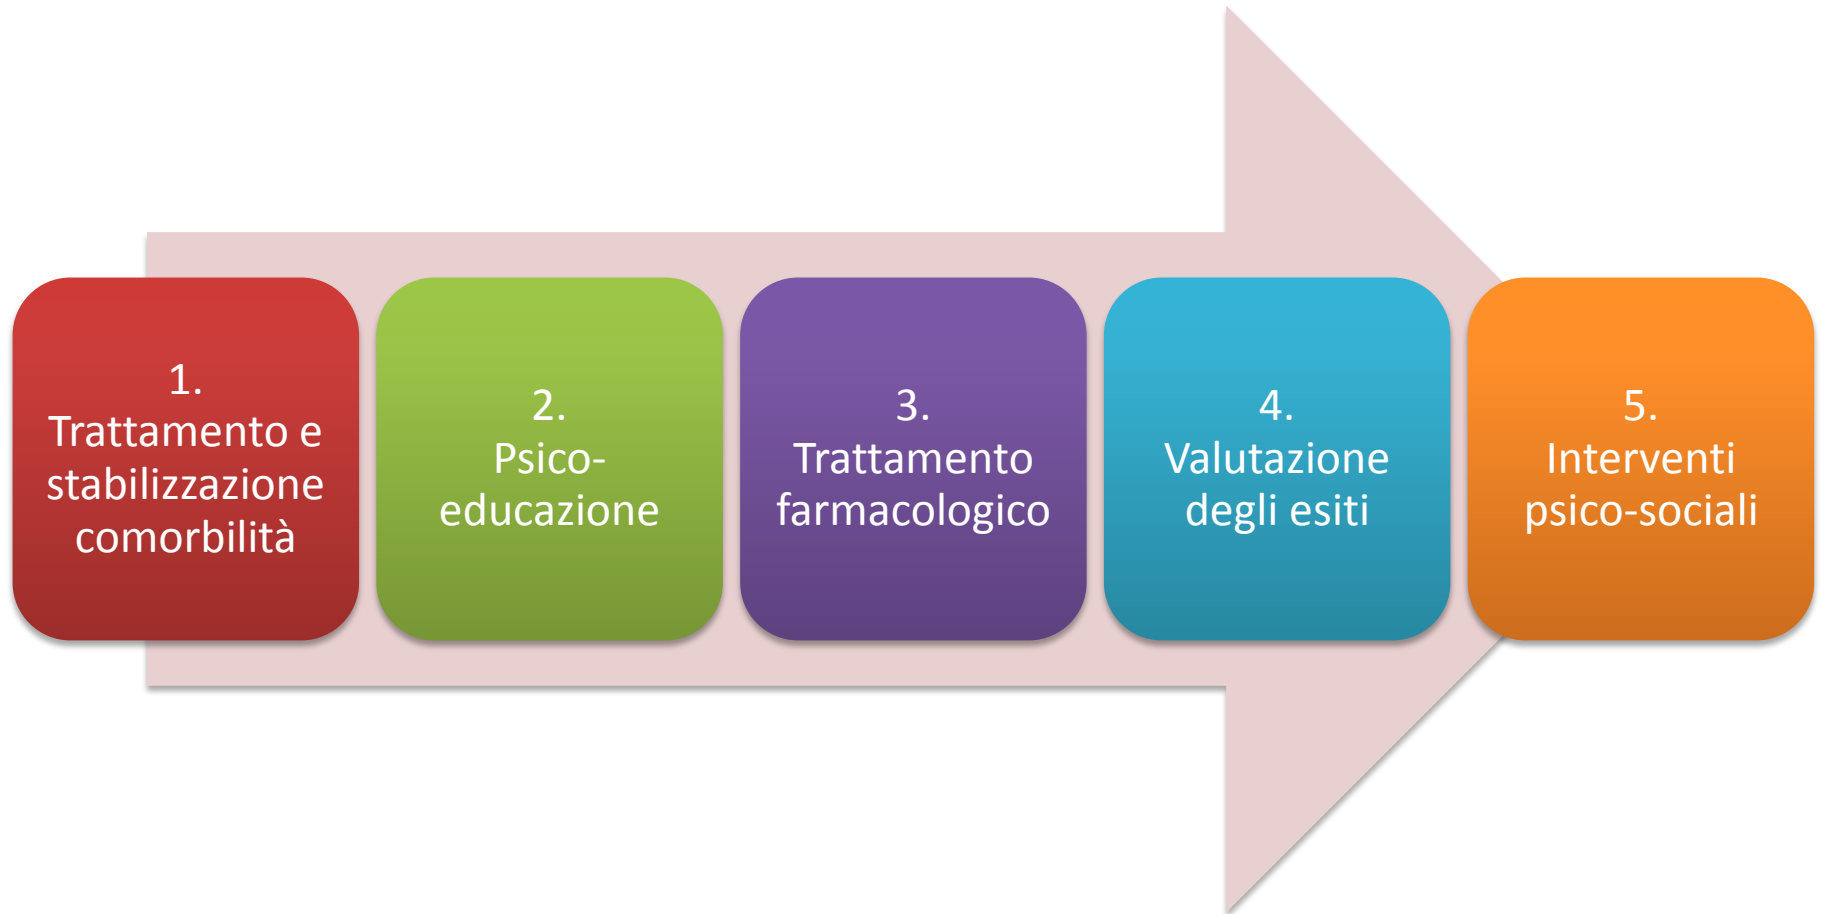 1.
Trattamento e
stabilizzazione
comorbilità
2.
Psico-
educazione
3.
Trattamento
farmacologico
4.
Valutazione
degli esiti
5.
Interventi
psico-sociali